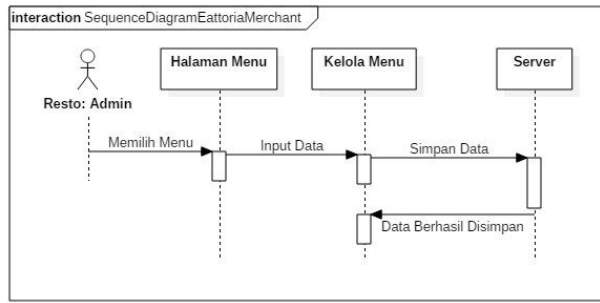 interaction SequenceDiagramEattoriaMerchant
Halaman Menu
Kelola Menu
Server
Resto: Admin
Memilih Menu
Input Data
Simpan Data
Data Berhasil Disimpan